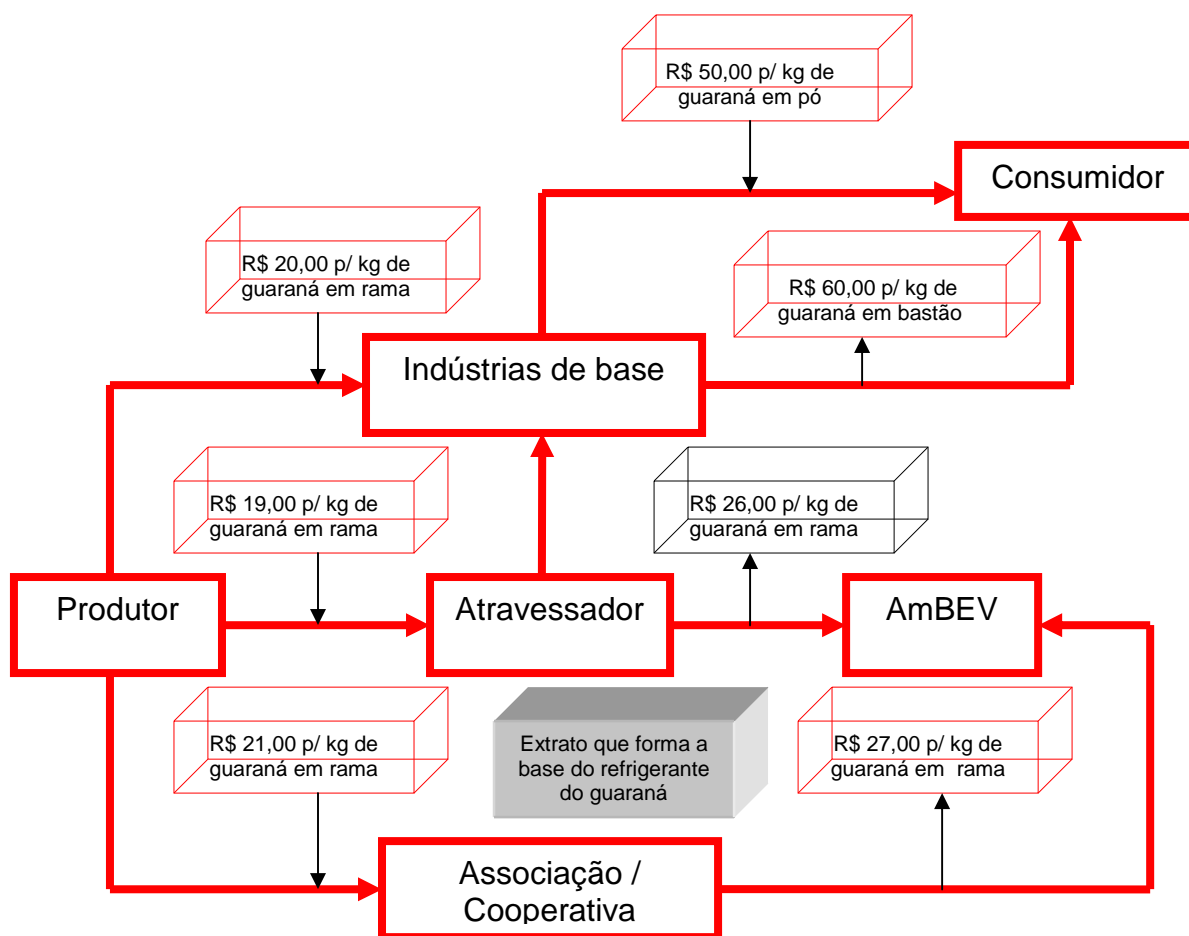 R$ 50,00 p/ kg de
guaraná em pó
Consumidor
R$ 20,00 p/ kg de
guaraná em rama
R$ 60,00 p/ kg de
guaraná em bastão
Indústrias de base
R$ 19,00 p/ kg de
guaraná em rama
R$ 26,00 p/ kg de
guaraná em rama
Produtor
Atravessador
AmBEV
R$ 21,00 p/ kg de
guaraná em rama
Extrato que forma a
base do refrigerante
do guaraná
R$ 27,00 p/ kg de
guaraná em rama
Associação /
Cooperativa